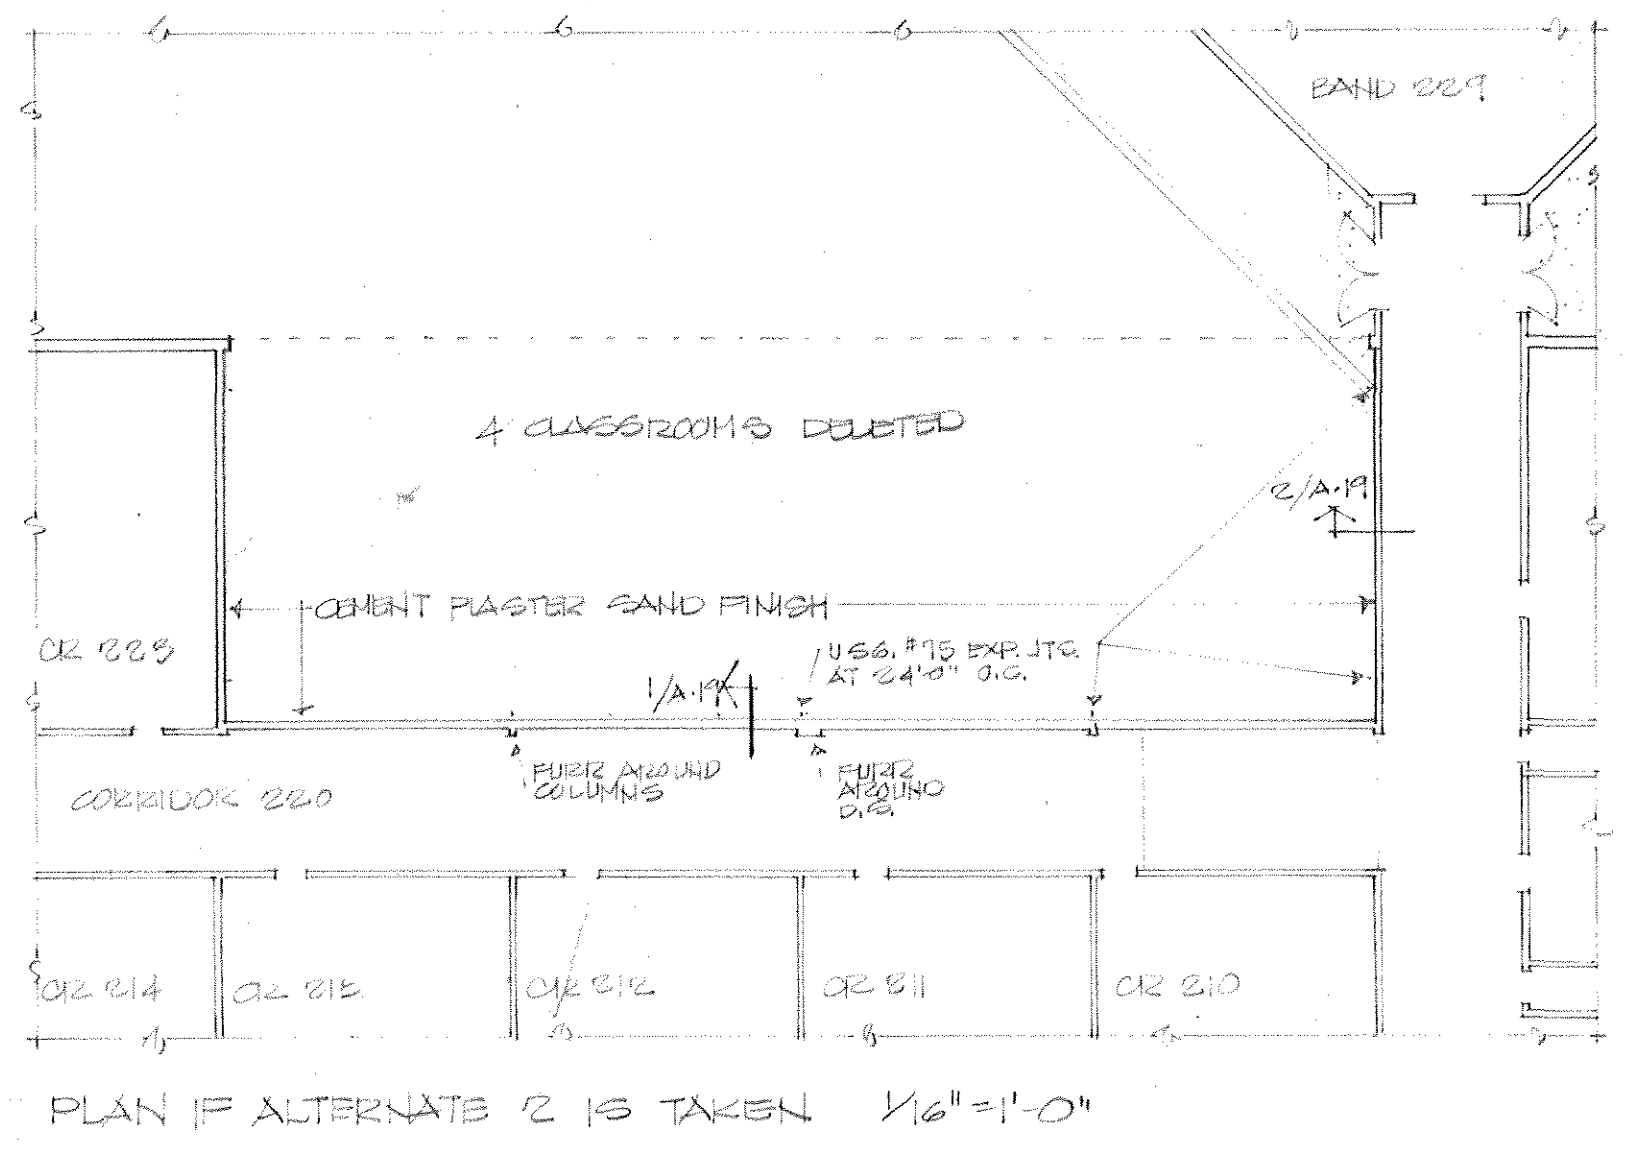 BAND 229
4 CLASSROOMS DELETED
2/A.19
CEMENT PLASTER SAND FINISH
CR 223
U.S.G. #75 EXP. JTS.
AT 24'-0" O.C.
1/A.19
FURR AROUND
COLUMNS
FURR
AROUND
D.S.
CORRIDOR 220
CR 214
CR 213
CR 212
CR 211
CR 210
PLAN IF ALTERNATE 2 IS TAKEN 1/16"=1'-0"